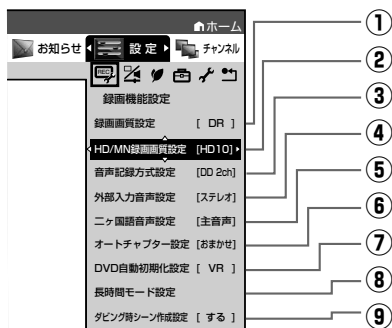 ホーム
お知らせ 設定 チャンネル
REC
録画機能設定
録画画質設定 [ DR ] ①
HD/MN録画画質設定 [HD10] ②
音声記録方式設定 [DD 2ch] ③
外部入力音声設定 [ステレオ] ④
二ヶ国語音声設定 [主音声] ⑤
オートチャプター設定 [おまかせ] ⑥
DVD自動初期化設定 [ VR ] ⑦
長時間モード設定 ⑧
ダビング時シーン作成設定 [ する ] ⑨